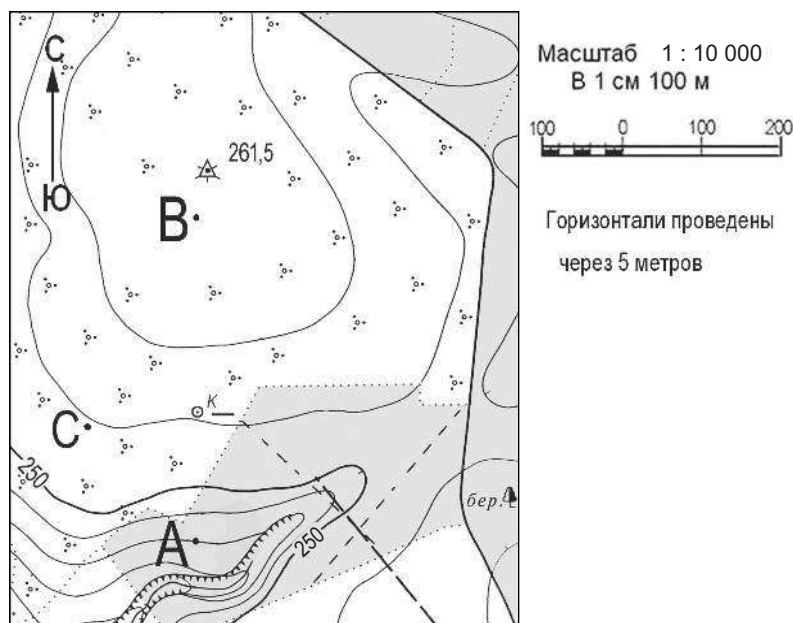 С
Ю
261,5
В
К
С
250
А
250
бер.
Масштаб 1 : 10 000
В 1 см 100 м
100 0 100 200
Горизонтали проведены
через 5 метров